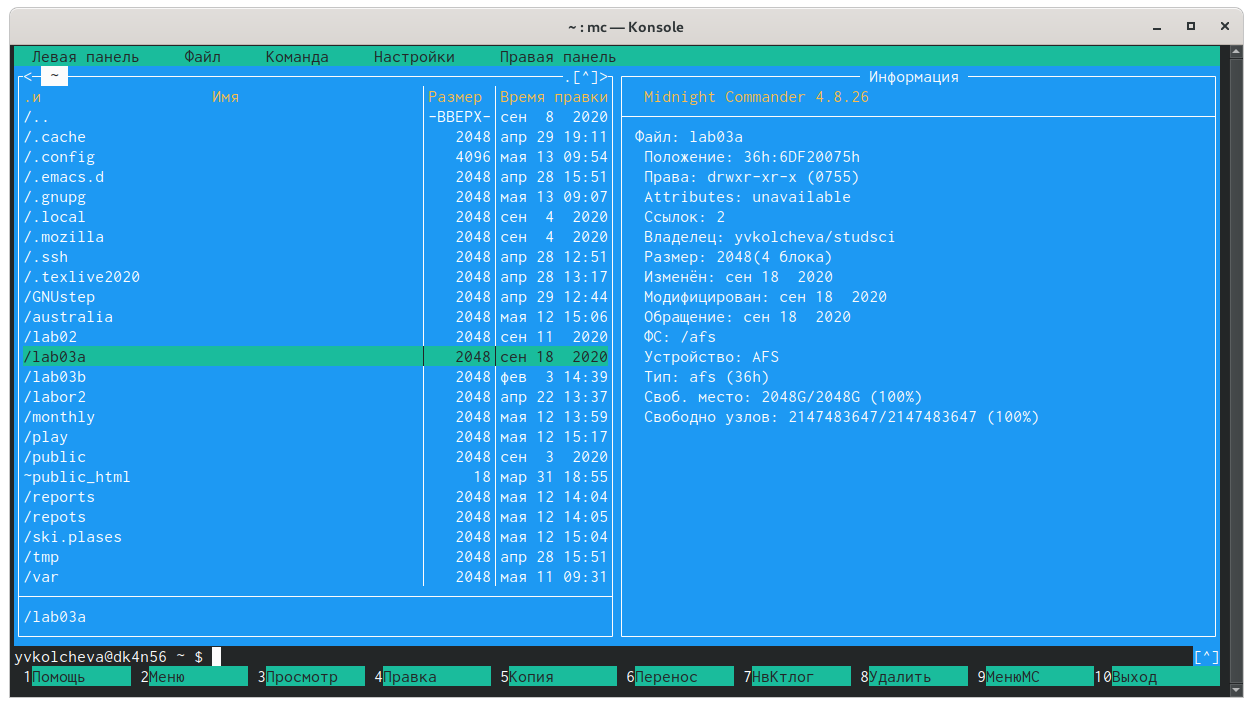 ~ : mc — Konsole
Левая панель Файл Команда Настройки Правая панель
<─ ~ .[^]>
.и Имя Размер Время правки
/.. -ВВЕРХ- сен 8 2020
/.cache 2048 апр 29 19:11
/.config 4096 мая 13 09:54
/.emacs.d 2048 апр 28 15:51
/.gnupg 2048 мая 13 09:07
/.local 2048 сен 4 2020
/.mozilla 2048 сен 4 2020
/.ssh 2048 апр 28 12:51
/.texlive2020 2048 апр 28 13:17
/GNUstep 2048 апр 29 12:44
/australia 2048 мая 12 15:06
/lab02 2048 сен 11 2020
/lab03a 2048 сен 18 2020
/lab03b 2048 фев 3 14:39
/labor2 2048 апр 22 13:37
/monthly 2048 мая 12 13:59
/play 2048 мая 12 15:17
/public 2048 сен 3 2020
~public_html 18 мар 31 18:55
/reports 2048 мая 12 14:04
/repots 2048 мая 12 14:05
/ski.plases 2048 мая 12 15:04
/tmp 2048 апр 28 15:51
/var 2048 мая 11 09:31
/lab03a
Информация
Midnight Commander 4.8.26
Файл: lab03a
Положение: 36h:6DF20075h
Права: drwxr-xr-x (0755)
Attributes: unavailable
Ссылок: 2
Владелец: yvkolcheva/studsci
Размер: 2048(4 блока)
Изменён: сен 18 2020
Модифицирован: сен 18 2020
Обращение: сен 18 2020
ФС: /afs
Устройство: AFS
Тип: afs (36h)
Своб. место: 2048G/2048G (100%)
Свободно узлов: 2147483647/2147483647 (100%)
yvkolcheva@dk4n56 ~ $ [^]
1Помощь 2Меню 3Просмотр 4Правка 5Копия 6Перенос 7НвКтлог 8Удалить 9МенюМС 10Выход